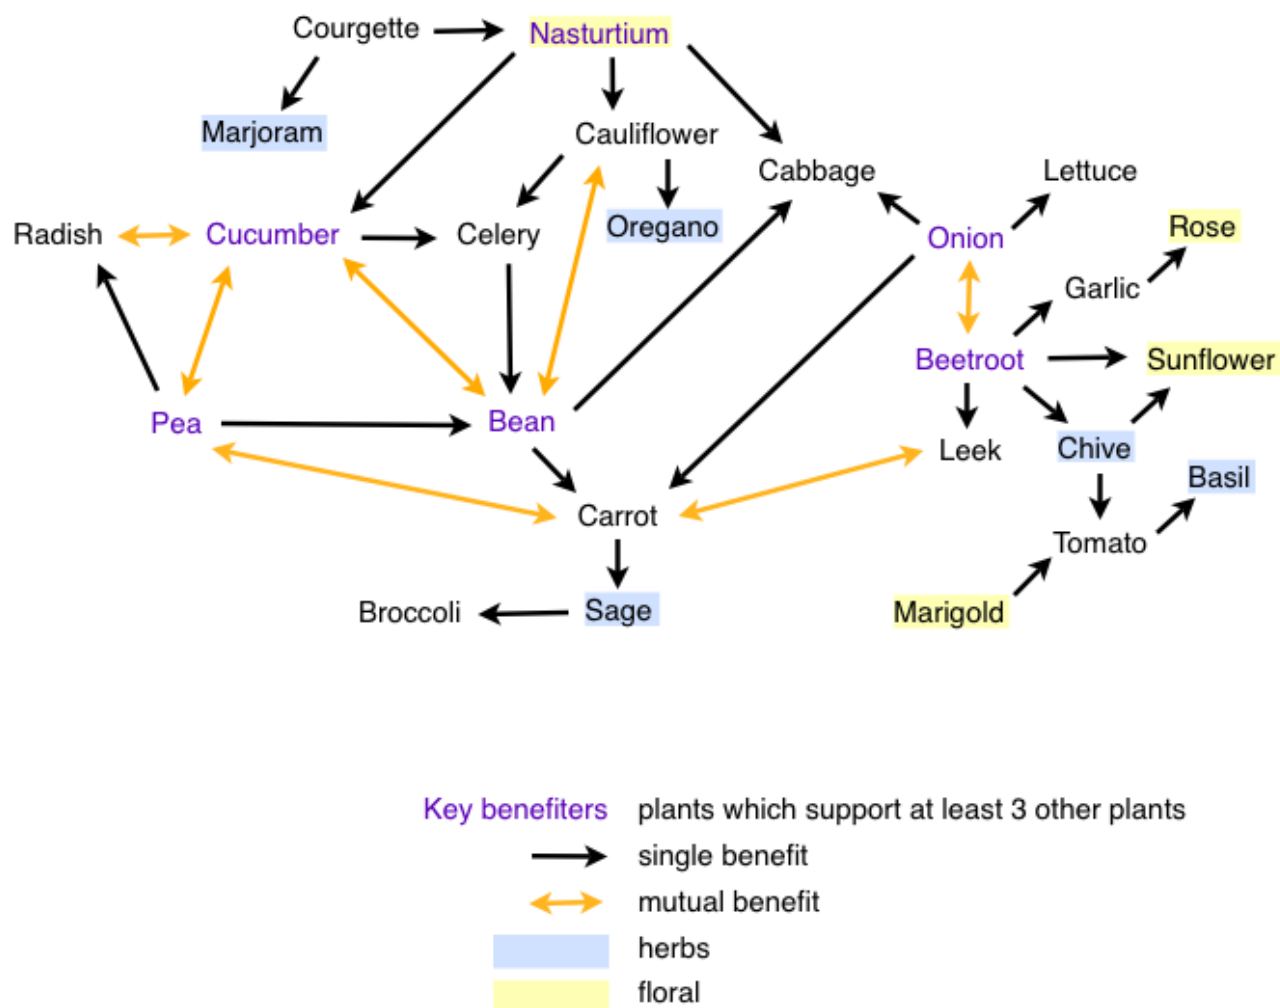 Courgette
Nasturtium
Marjoram
Cauliflower
Cabbage
Lettuce
Radish
Cucumber
Celery
Oregano
Onion
Rose
Garlic
Beetroot
Sunflower
Pea
Bean
Leek
Chive
Basil
Carrot
Tomato
Broccoli
Sage
Marigold
Key benefiters plants which support at least 3 other plants
single benefit
mutual benefit
herbs
floral